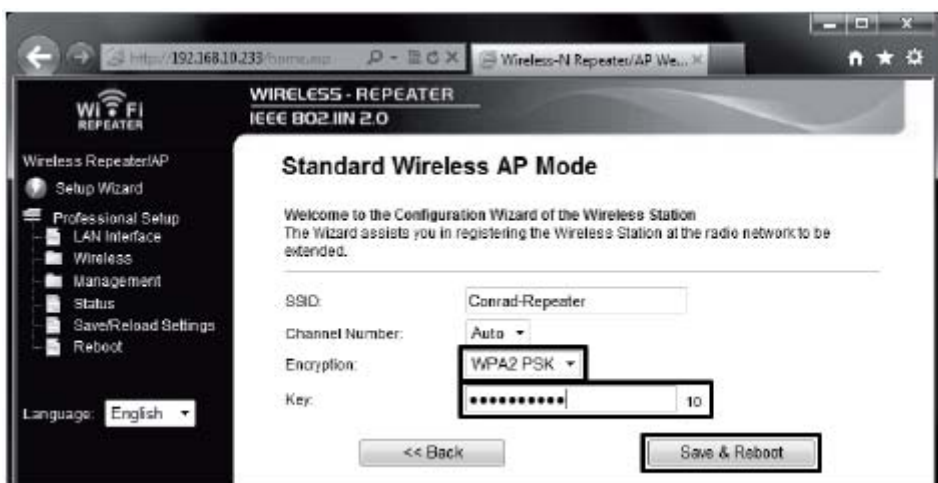 http://192.168.10.233/home.asp
Wireless-N Repeater/AP We...
WiFi
REPEATER
WIRELESS - REPEATER
IEEE 802.11N 2.0
Wireless Repeater/AP
Setup Wizard
Professional Setup
LAN Interface
Wireless
Management
Status
Save/Reload Settings
Reboot
Language: English
Standard Wireless AP Mode
Welcome to the Configuration Wizard of the Wireless Station
The Wizard assists you in registering the Wireless Station at the radio network to be
extended.
SSID: Conrad-Repeater
Channel Number: Auto
Encryption: WPA2 PSK
Key: •••••••••• 10
<< Back Save & Reboot